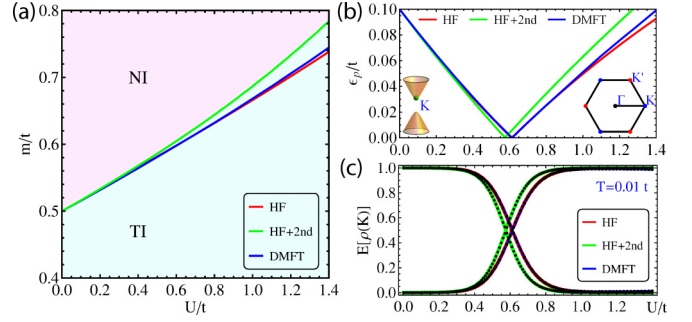 (a)
0.8
0.7
0.6
0.5
0.4
m/t
NI
TI
HF
HF+2nd
DMFT
0.0 0.2 0.4 0.6 0.8 1.0 1.2 1.4
U/t
(b)
HF HF+2nd DMFT
0.10
0.08
0.06
0.04
0.02
0.00
ϵp/t
K
K'
Γ
K
0.0 0.2 0.4 0.6 0.8 1.0 1.2 1.4
(c)
1.0
0.8
0.6
0.4
0.2
0.0
E[ρ(K)]
T=0.01 t
HF
HF+2nd
DMFT
0.0 0.2 0.4 0.6 0.8 1.0 1.2 U/t